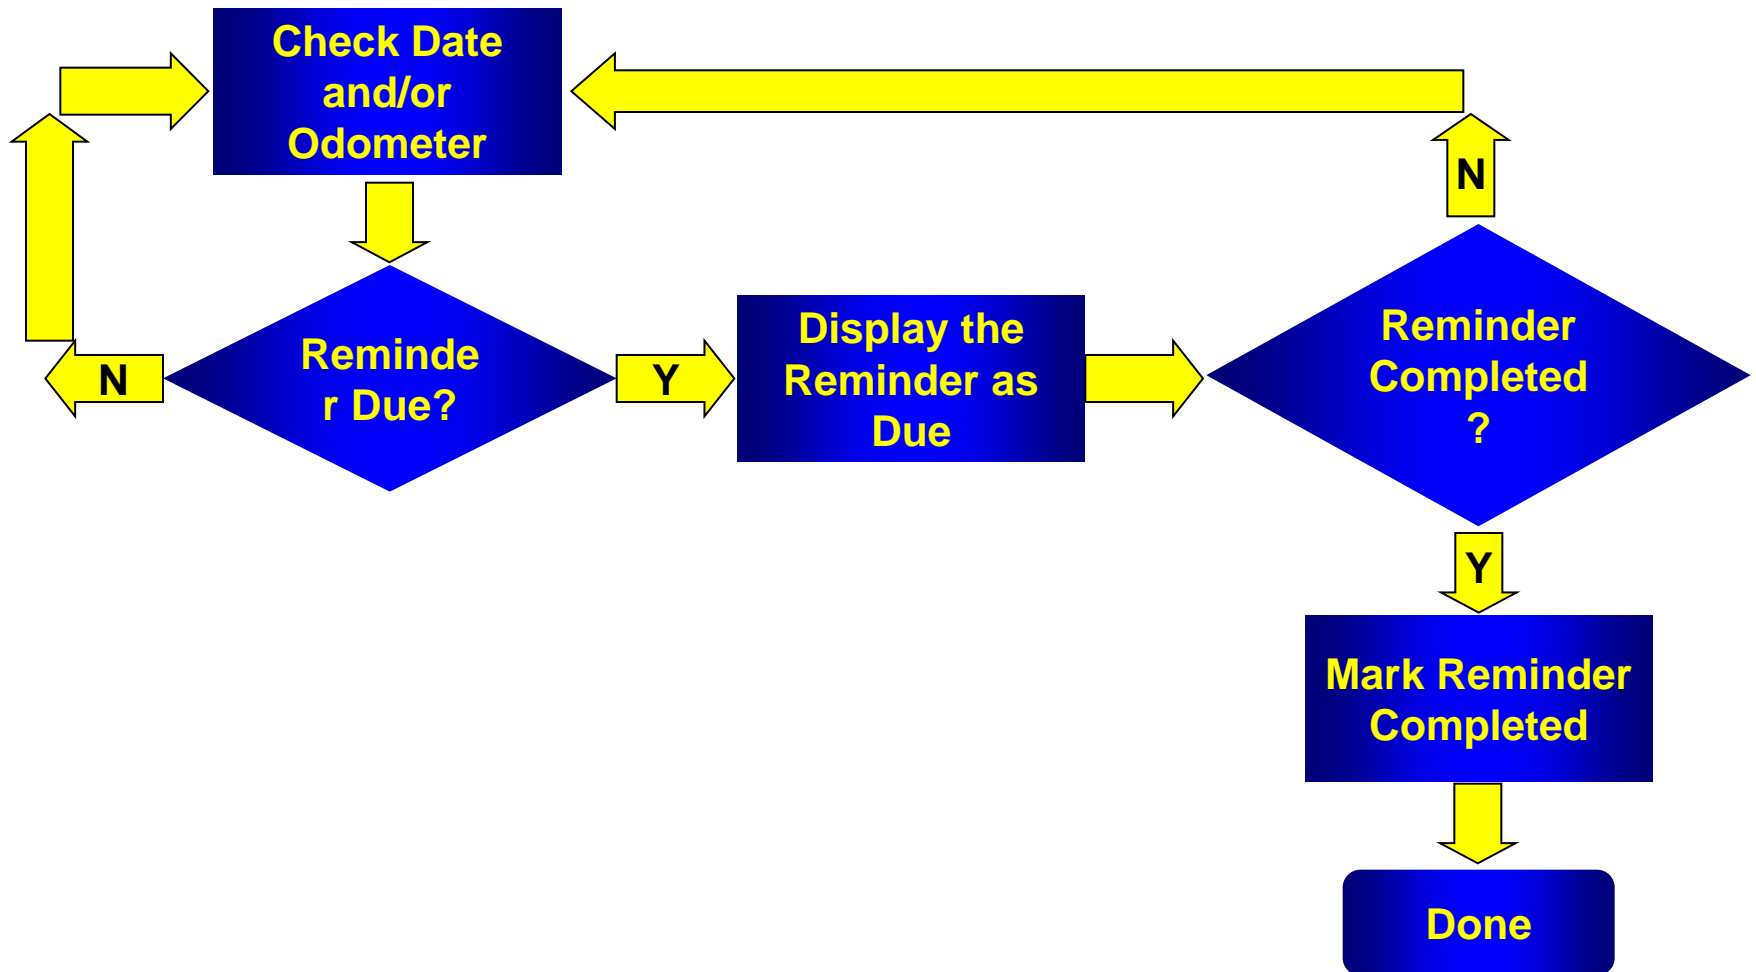 Check Date
and/or
Odometer
N
Reminde
r Due?
N
Y
Display the
Reminder as
Due
Reminder
Completed
?
Y
Mark Reminder
Completed
Done